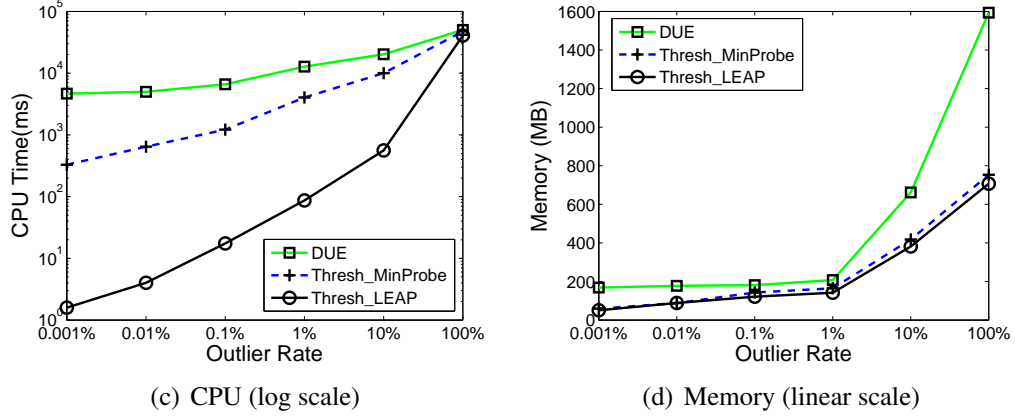 10^5
10^4
10^3
10^2
10^1
10^0
CPU Time(ms)
DUE
Thresh_MinProbe
Thresh_LEAP
0.001% 0.01% 0.1% 1% 10% 100%
Outlier Rate
(c) CPU (log scale)
1600
1400
1200
1000
800
600
400
200
0
Memory (MB)
DUE
Thresh_MinProbe
Thresh_LEAP
0.001% 0.01% 0.1% 1% 10% 100%
Outlier Rate
(d) Memory (linear scale)